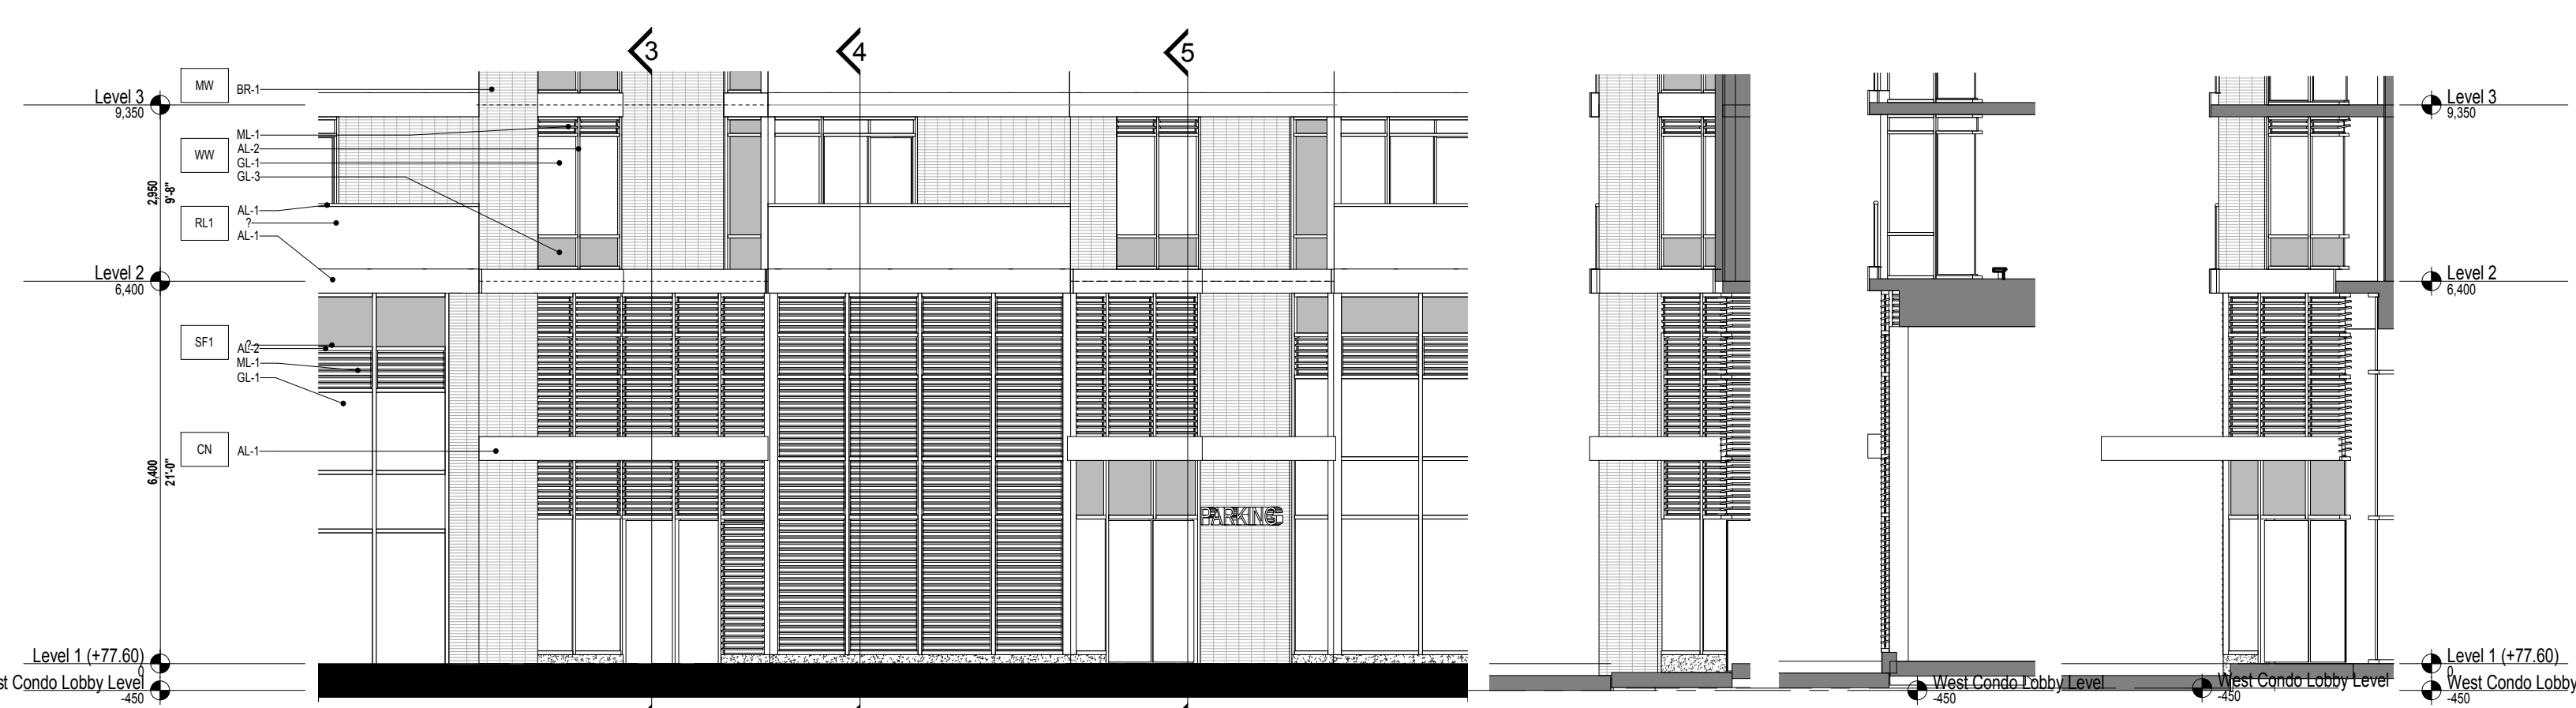 3
4
5
Level 3
9,350
MW
BR-1
ML-1
AL-2
GL-1
GL-3
WW
2,950
9'-8"
AL-1
?
AL-1
RL1
Level 2
6,400
SF1
?
AL-2
ML-1
GL-1
CN
AL-1
6,400
21'-0"
PARKING
Level 1 (+77.60)
0
st Condo Lobby Level
-450
West Condo Lobby Level
-450
West Condo Lobby Level
-450
Level 3
9,350
Level 2
6,400
Level 1 (+77.60)
0
West Condo Lobby
-450